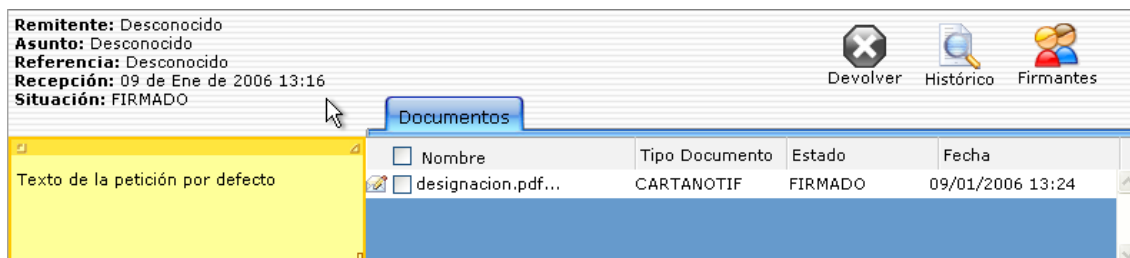 Remitente: Desconocido
Asunto: Desconocido
Referencia: Desconocido
Recepción: 09 de Ene de 2006 13:16
Situación: FIRMADO
Devolver Histórico Firmantes
Documentos
Nombre Tipo Documento Estado Fecha
Texto de la petición por defecto
designacion.pdf... CARTANOTIF FIRMADO 09/01/2006 13:24